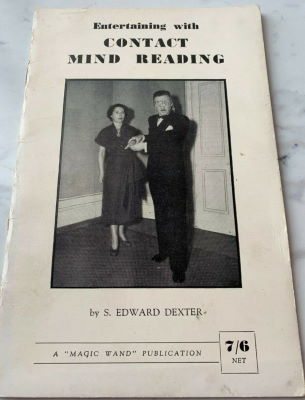 Entertaining with
CONTACT
MIND READING
by S. EDWARD DEXTER
A "MAGIC WAND" PUBLICATION
7/6
NET